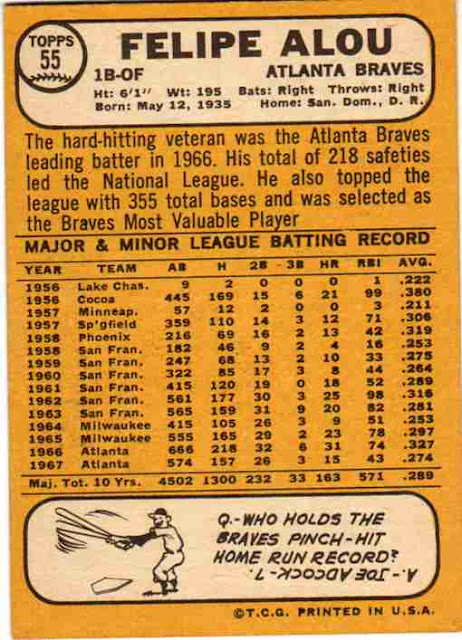 TOPPS
55
FELIPE ALOU
1B-OF ATLANTA BRAVES
Ht: 6'1" Wt: 195 Bats: Right Throws: Right
Born: May 12, 1935 Home: San. Dom., D. R.
The hard-hitting veteran was the Atlanta Braves
leading batter in 1966. His total of 218 safeties
led the National League. He also topped the
league with 355 total bases and was selected as
the Braves Most Valuable Player
MAJOR & MINOR LEAGUE BATTING RECORD
YEAR TEAM AB H 2B 3B HR RBI AVG.
1956 Lake Chas. 9 2 0 0 0 1 .222
1956 Cocoa 445 169 15 6 21 99 .380
1957 Minneap. 57 12 2 0 0 3 .211
1957 Sp'gfield 359 110 14 3 12 71 .306
1958 Phoenix 216 69 16 2 13 42 .319
1958 San Fran. 182 46 9 2 4 16 .253
1959 San Fran. 247 68 13 2 10 33 .275
1960 San Fran. 322 85 17 3 8 44 .264
1961 San Fran. 415 120 19 0 18 52 .289
1962 San Fran. 561 177 30 3 25 98 .316
1963 San Fran. 565 159 31 9 20 82 .281
1964 Milwaukee 415 105 26 3 9 51 .253
1965 Milwaukee 555 165 29 2 23 78 .297
1966 Atlanta 666 218 32 6 31 74 .327
1967 Atlanta 574 157 26 3 15 43 .274
Maj. Tot. 10 Yrs. 4502 1300 232 33 163 571 .289
Q.-WHO HOLDS THE
BRAVES PINCH-HIT
HOME RUN RECORD?
A.-JOE ADCOCK-7.
©T.C.G. PRINTED IN U.S.A.